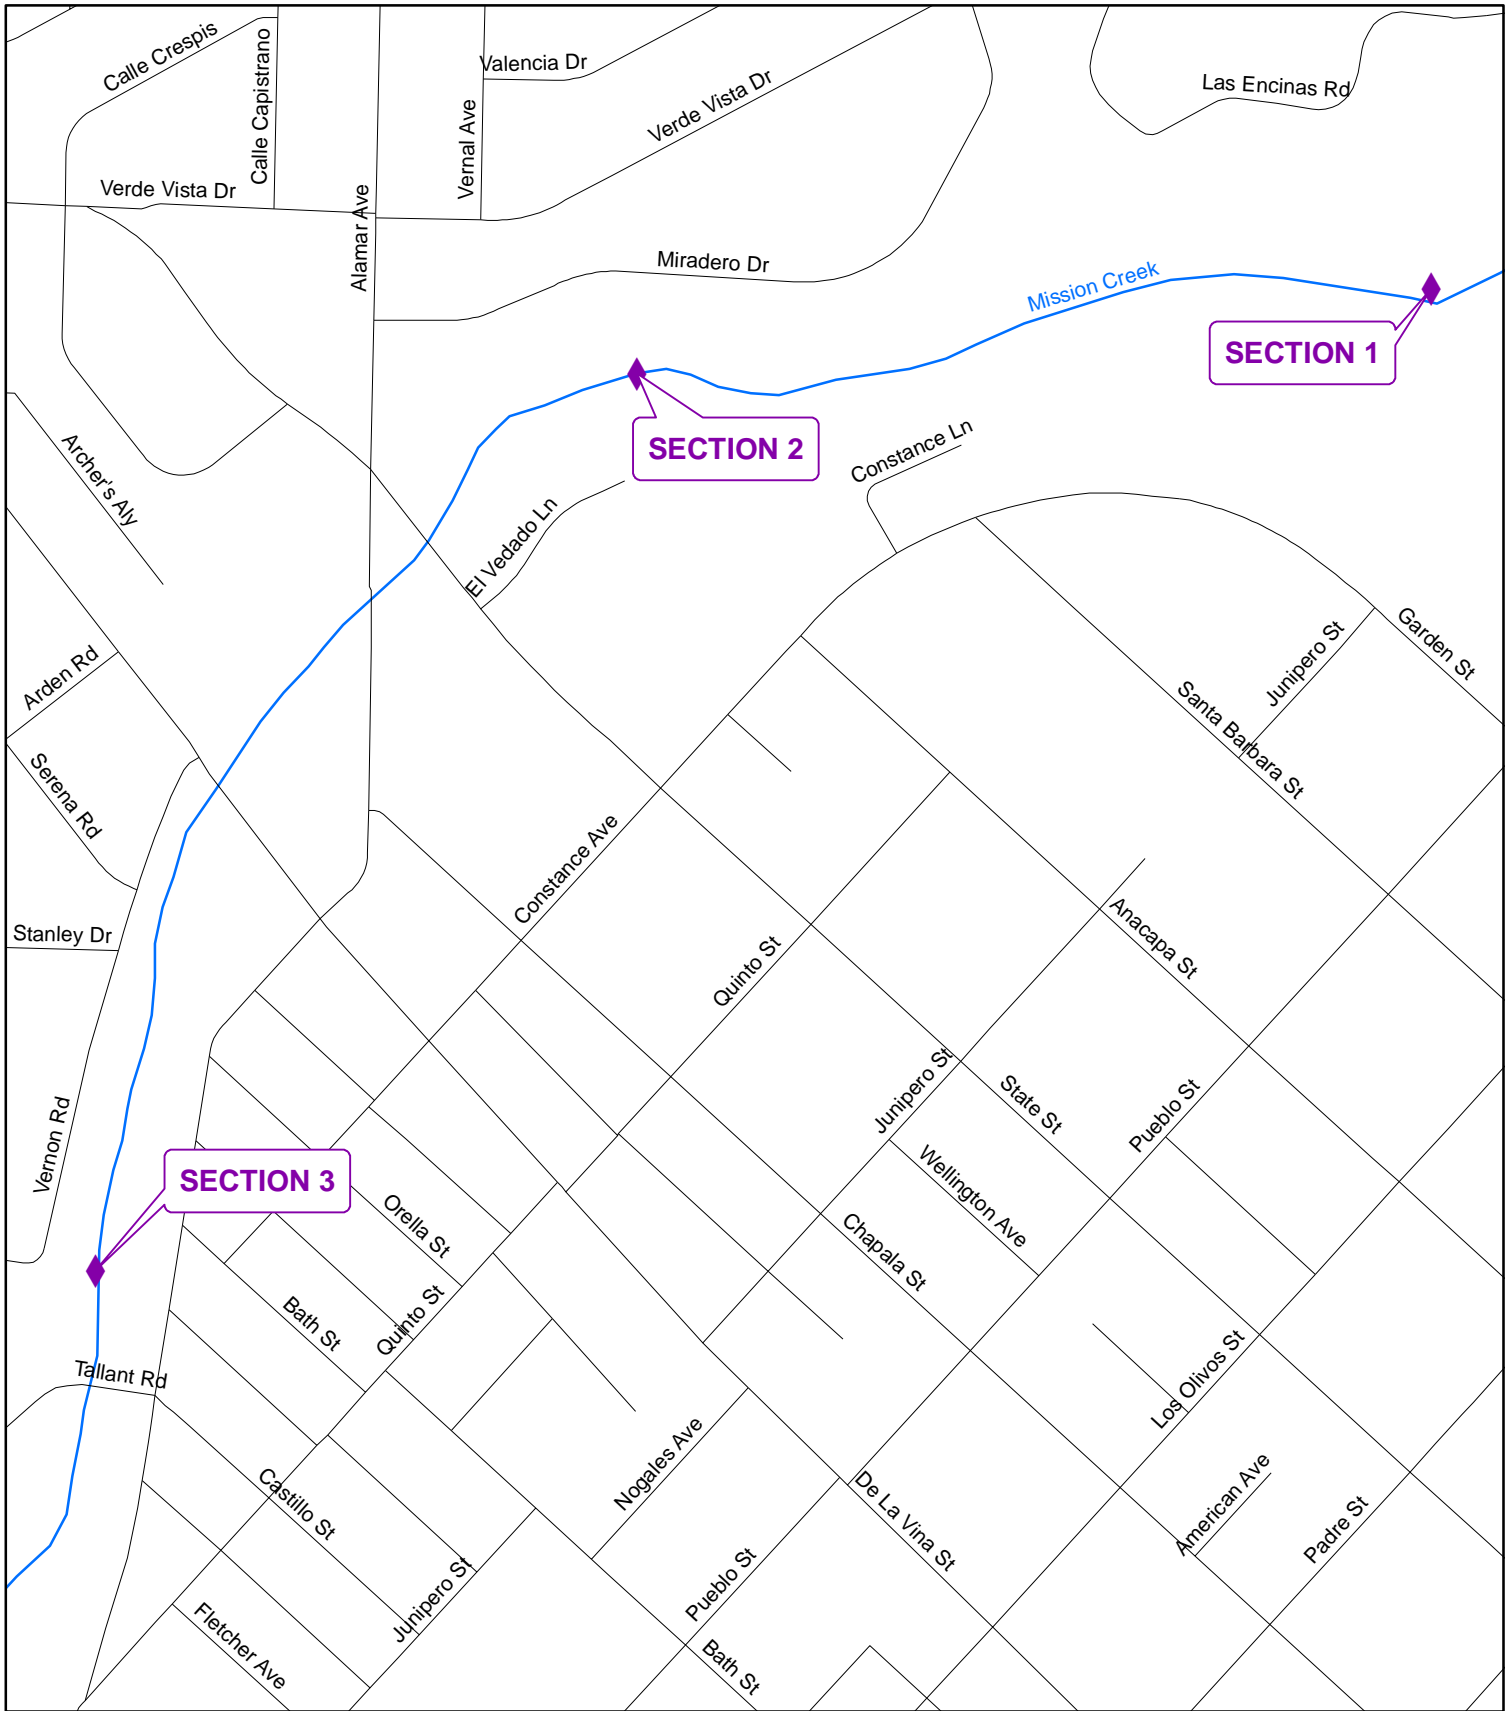 Calle Crespis
Calle Capistrano
Valencia Dr
Vernal Ave
Verde Vista Dr
Las Encinas Rd
Verde Vista Dr
Alamar Ave
Miradero Dr
Mission Creek
SECTION 1
SECTION 2
Constance Ln
Archer's Aly
El Vedado Ln
Garden St
Junipero St
Arden Rd
Santa Barbara St
Serena Rd
Constance Ave
Anacapa St
Stanley Dr
Quinto St
State St
Junipero St
Pueblo St
Vernon Rd
SECTION 3
Wellington Ave
Orella St
Chapala St
Bath St
Quinto St
Tallant Rd
Los Olivos St
Nogales Ave
American Ave
De La Vina St
Padre St
Castillo St
Junipero St
Pueblo St
Fletcher Ave
Bath St